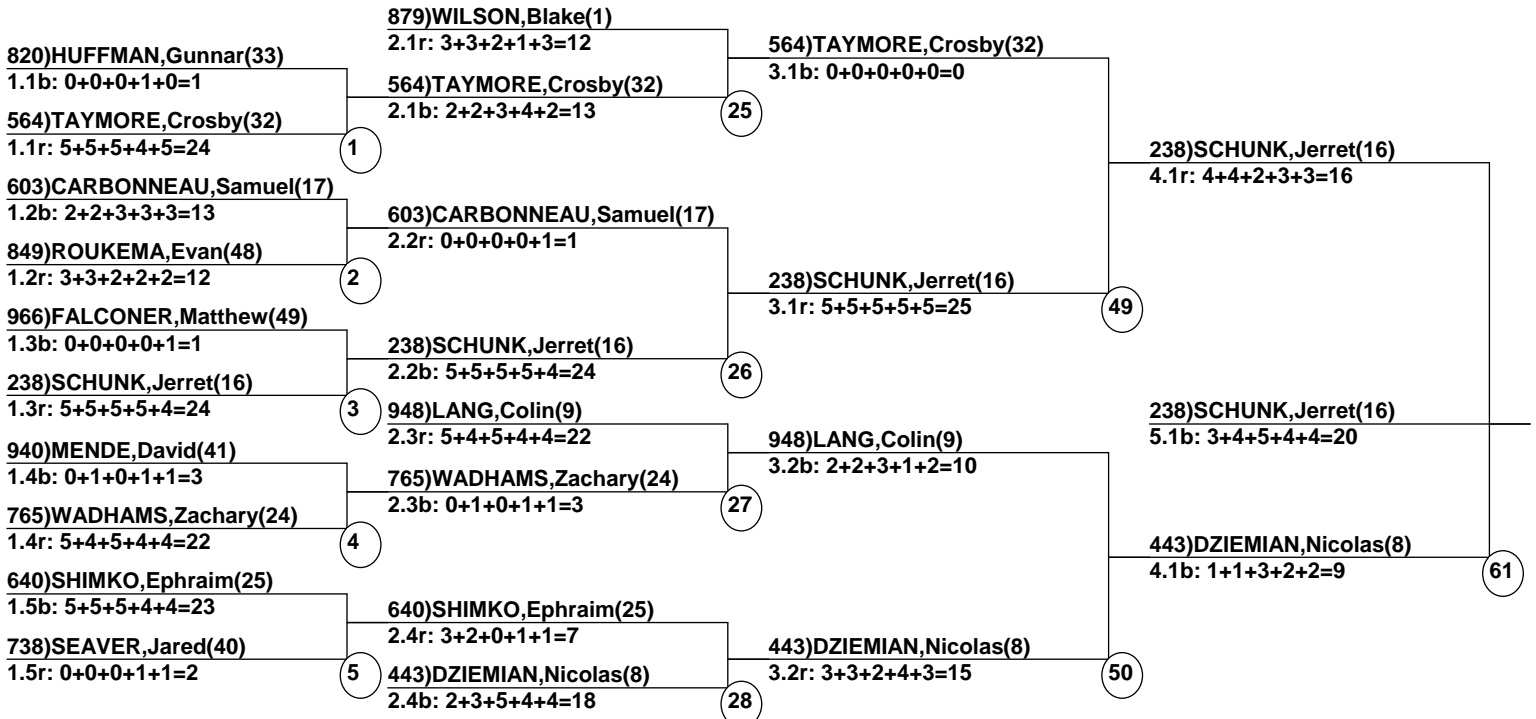 820)HUFFMAN,Gunnar(33)
1.1b: 0+0+0+1+0=1
564)TAYMORE,Crosby(32)
1.1r: 5+5+5+4+5=24
1
603)CARBONNEAU,Samuel(17)
1.2b: 2+2+3+3+3=13
849)ROUKEMA,Evan(48)
1.2r: 3+3+2+2+2=12
2
966)FALCONER,Matthew(49)
1.3b: 0+0+0+0+1=1
238)SCHUNK,Jerret(16)
1.3r: 5+5+5+5+4=24
3
940)MENDE,David(41)
1.4b: 0+1+0+1+1=3
765)WADHAMS,Zachary(24)
1.4r: 5+4+5+4+4=22
4
640)SHIMKO,Ephraim(25)
1.5b: 5+5+5+4+4=23
738)SEAVER,Jared(40)
1.5r: 0+0+0+1+1=2
5
879)WILSON,Blake(1)
2.1r: 3+3+2+1+3=12
564)TAYMORE,Crosby(32)
2.1b: 2+2+3+4+2=13
25
603)CARBONNEAU,Samuel(17)
2.2r: 0+0+0+0+1=1
238)SCHUNK,Jerret(16)
2.2b: 5+5+5+5+4=24
26
948)LANG,Colin(9)
2.3r: 5+4+5+4+4=22
765)WADHAMS,Zachary(24)
2.3b: 0+1+0+1+1=3
27
640)SHIMKO,Ephraim(25)
2.4r: 3+2+0+1+1=7
443)DZIEMIAN,Nicolas(8)
2.4b: 2+3+5+4+4=18
28
564)TAYMORE,Crosby(32)
3.1b: 0+0+0+0+0=0
238)SCHUNK,Jerret(16)
3.1r: 5+5+5+5+5=25
49
948)LANG,Colin(9)
3.2b: 2+2+3+1+2=10
443)DZIEMIAN,Nicolas(8)
3.2r: 3+3+2+4+3=15
50
238)SCHUNK,Jerret(16)
4.1r: 4+4+2+3+3=16
443)DZIEMIAN,Nicolas(8)
4.1b: 1+1+3+2+2=9
61
238)SCHUNK,Jerret(16)
5.1b: 3+4+5+4+4=20